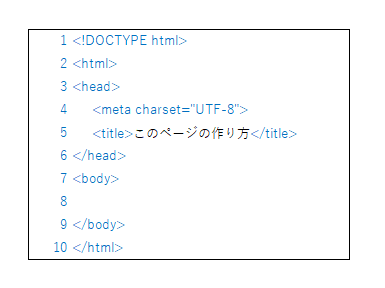 1 <!DOCTYPE html>
2 <html>
3 <head>
4 <meta charset="UTF-8">
5 <title>このページの作り方</title>
6 </head>
7 <body>
8
9 </body>
10 </html>